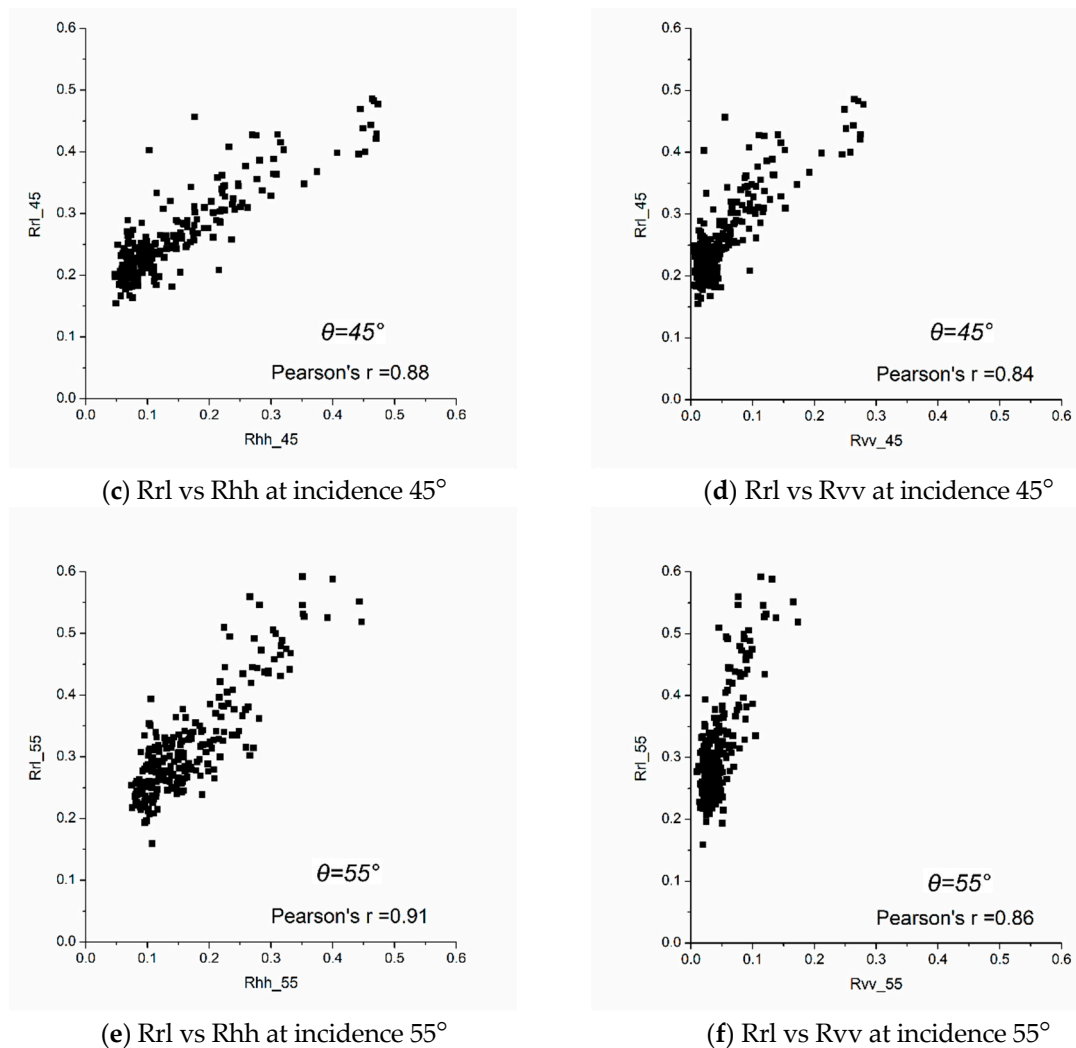 0.6
0.5
0.4
0.3
0.2
0.1
0.0
Rrl_45
θ=45°
Pearson's r =0.88
0.0 0.1 0.2 0.3 0.4 0.5 0.6
Rhh_45
(c) Rrl vs Rhh at incidence 45°
0.6
0.5
0.4
0.3
0.2
0.1
0.0
Rrl_45
θ=45°
Pearson's r =0.84
0.0 0.1 0.2 0.3 0.4 0.5 0.6
Rvv_45
(d) Rrl vs Rvv at incidence 45°
0.6
0.5
0.4
0.3
0.2
0.1
0.0
Rrl_55
θ=55°
Pearson's r =0.91
0.0 0.1 0.2 0.3 0.4 0.5 0.6
Rhh_55
(e) Rrl vs Rhh at incidence 55°
0.6
0.5
0.4
0.3
0.2
0.1
0.0
Rrl_55
θ=55°
Pearson's r =0.86
0.0 0.1 0.2 0.3 0.4 0.5 0.6
Rvv_55
(f) Rrl vs Rvv at incidence 55°